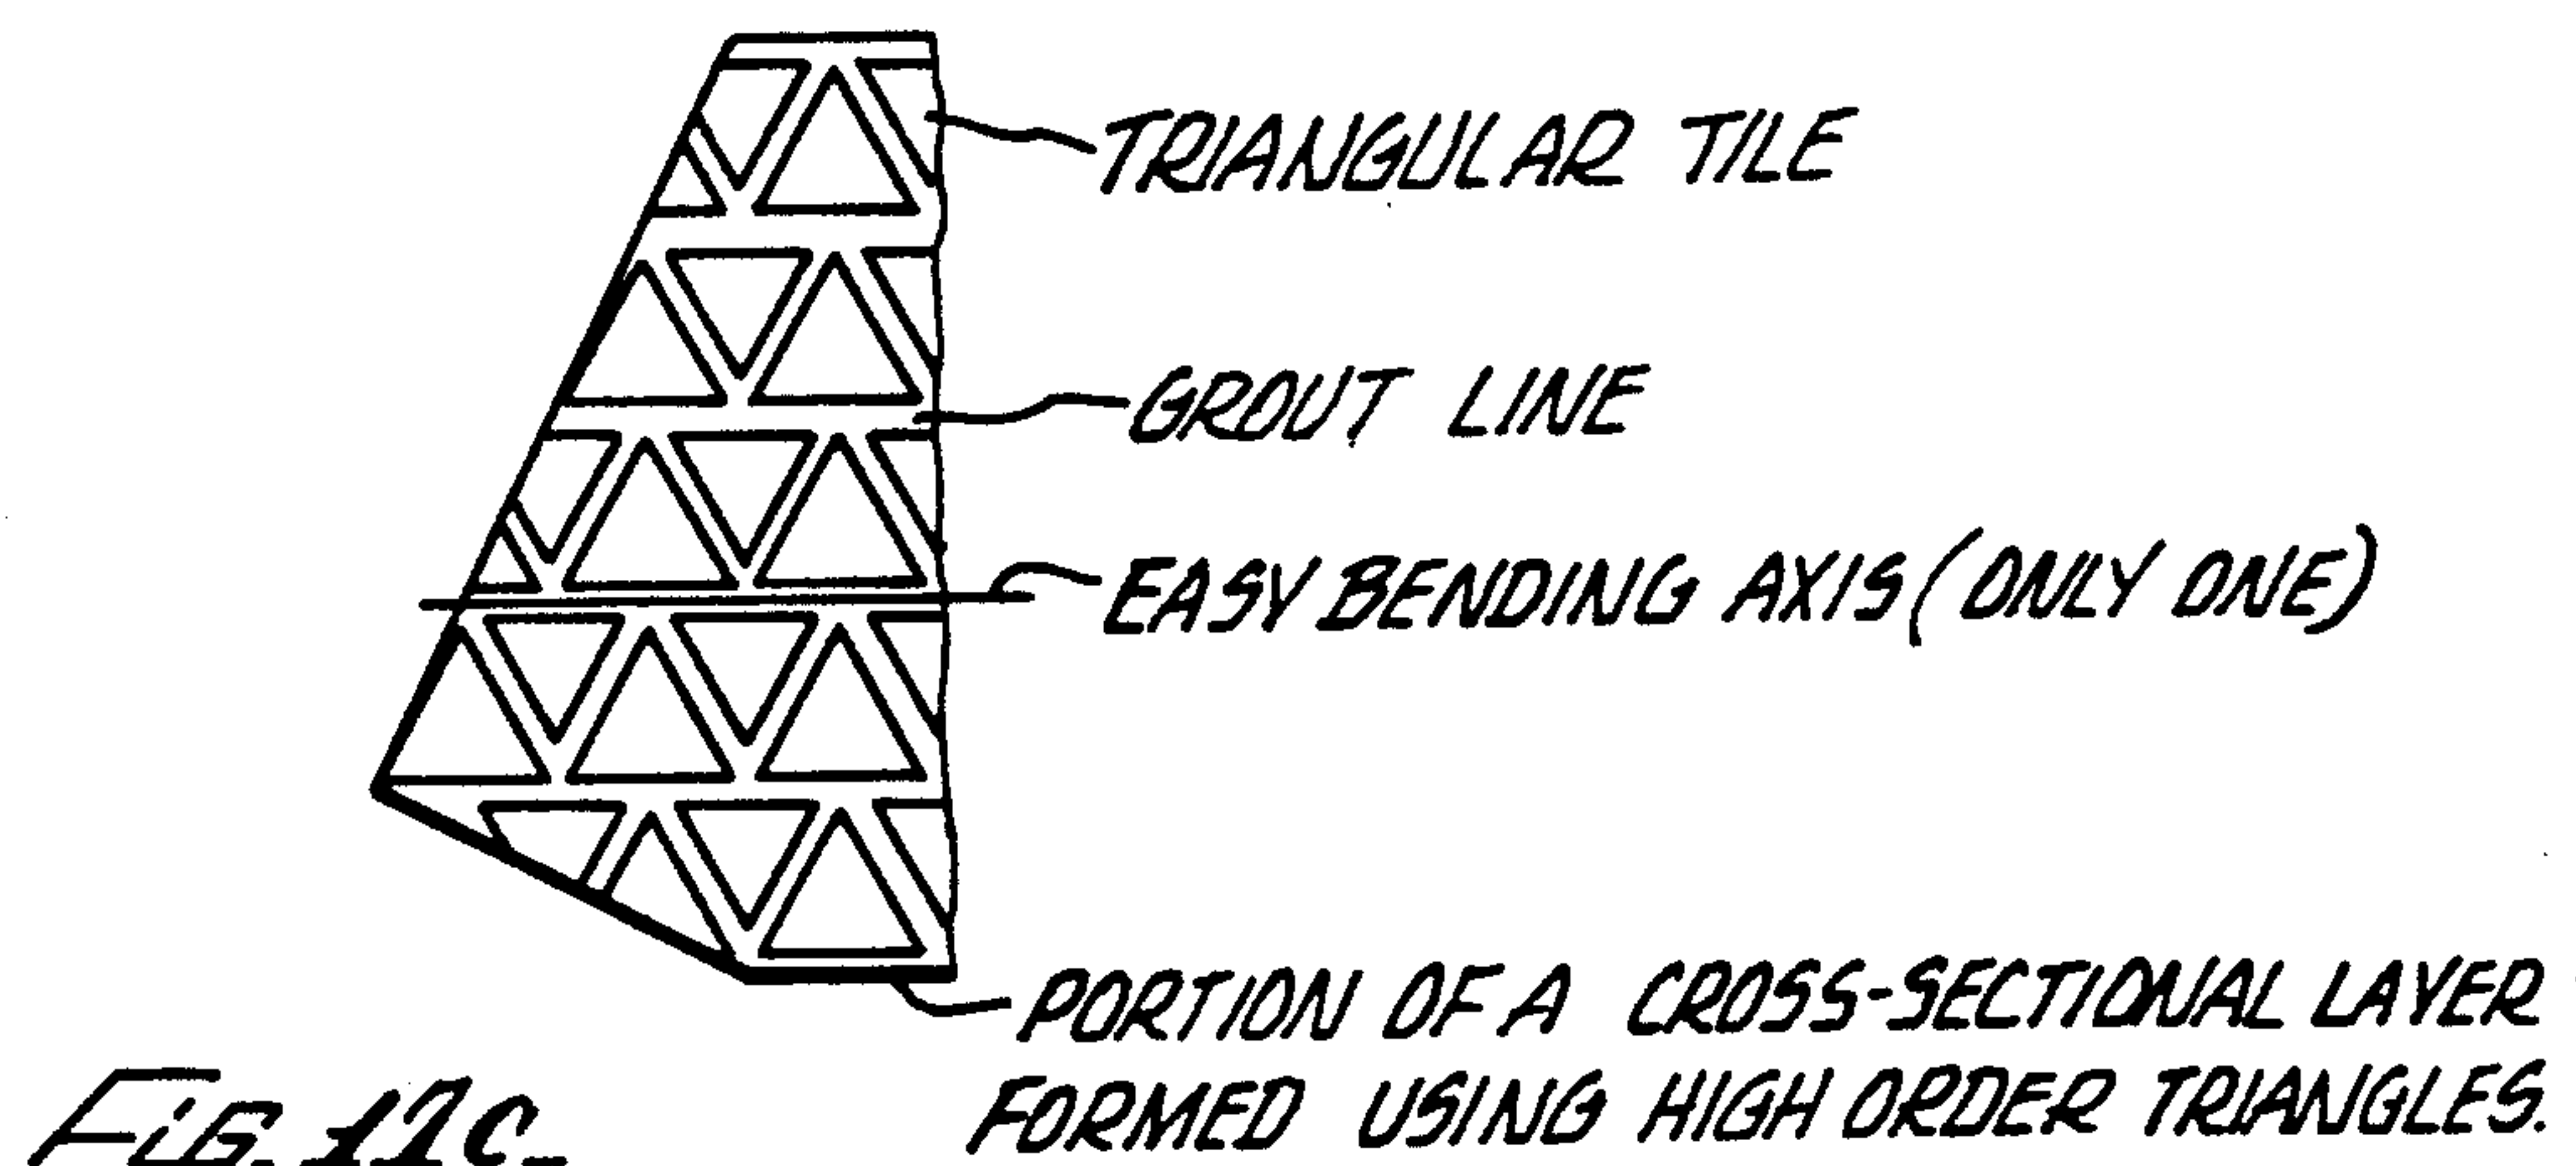 TRIANGULAR TILE
GROUT LINE
EASY BENDING AXIS (ONLY ONE)
PORTION OF A CROSS-SECTIONAL LAYER
FORMED USING HIGH ORDER TRIANGLES.
FIG. 12c.